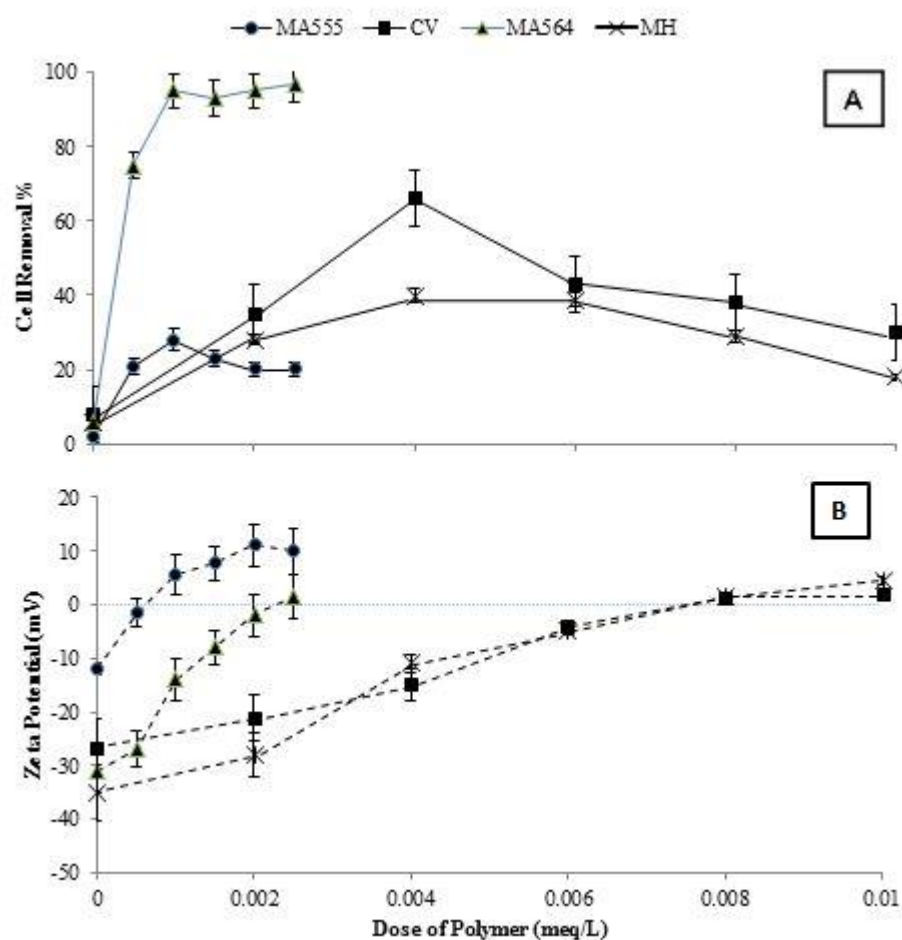 MA555 CV MA564 MH
A
100
80
60
40
20
0
Cell Removal %
B
20
10
0
-10
-20
-30
-40
-50
Zeta Potential (mV)
0 0.002 0.004 0.006 0.008 0.01
Dose of Polymer (meq/L)